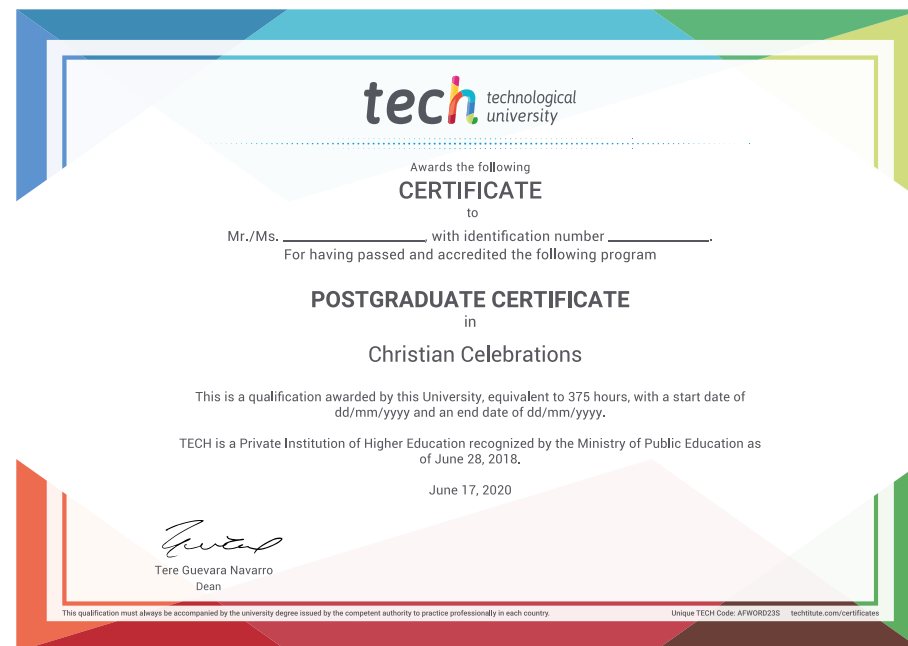 tech technological
university
Awards the following
CERTIFICATE
to
Mr./Ms. ____________________, with identification number ______________.
For having passed and accredited the following program
POSTGRADUATE CERTIFICATE
in
Christian Celebrations
This is a qualification awarded by this University, equivalent to 375 hours, with a start date of
dd/mm/yyyy and an end date of dd/mm/yyyy.
TECH is a Private Institution of Higher Education recognized by the Ministry of Public Education as
of June 28, 2018.
June 17, 2020
Tere Guevara Navarro
Dean
This qualification must always be accompanied by the university degree issued by the competent authority to practice professionally in each country. Unique TECH Code: AFWORD23S techtitute.com/certificates